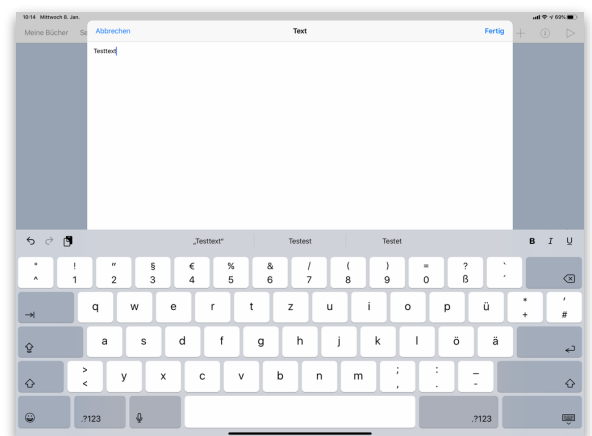 10:14 Mittwoch 8. Jan. 69%
Meine Bücher
Abbrechen Text Fertig
Testtext
„Testtext“ Testest Testet B I U
° ! " § € % & / ( ) = ? `
^ 1 2 3 4 5 6 7 8 9 0 ß ´
q w e r t z u i o p ü * '
+ #
a s d f g h j k l ö ä
> ; : _
< y x c v b n m , . -
.?123 .?123